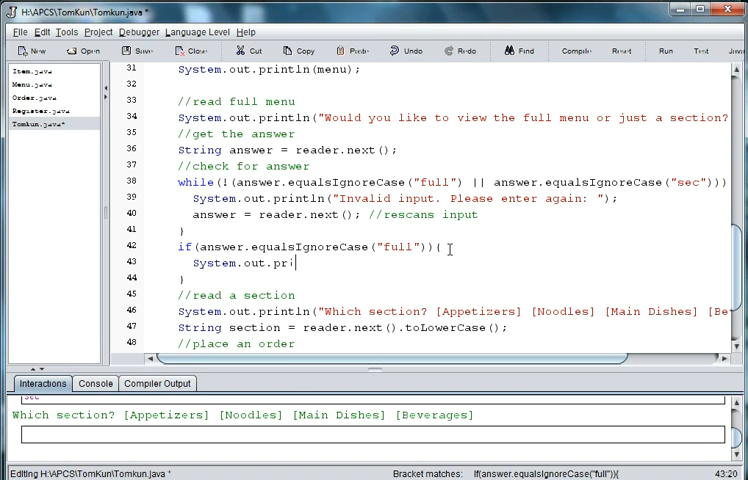 H:\APCS\TomKun\Tomkun.java *
File Edit Tools Project Debugger Language Level Help
New Open Save Close Cut Copy Paste Undo Redo Find Compile Reset Run Test
Item.java
Menu.java
Order.java
Register.java
Tomkun.java*
31 System.out.println(menu);
32
33 //read full menu
34 System.out.println("Would you like to view the full menu or just a section?
35 //get the answer
36 String answer = reader.next();
37 //check for answer
38 while(!(answer.equalsIgnoreCase("full") || answer.equalsIgnoreCase("sec")))
39 System.out.println("Invalid input. Please enter again: ");
40 answer = reader.next(); //rescans input
41 }
42 if(answer.equalsIgnoreCase("full")){
43 System.out.pri
44 }
45 //read a section
46 System.out.println("Which section? [Appetizers] [Noodles] [Main Dishes] [Be
47 String section = reader.next().toLowerCase();
48 //place an order
Interactions Console Compiler Output
sec
Which section? [Appetizers] [Noodles] [Main Dishes] [Beverages]
Editing H:\APCS\TomKun\Tomkun.java * Bracket matches: if(answer.equalsIgnoreCase("full")){ 43:20